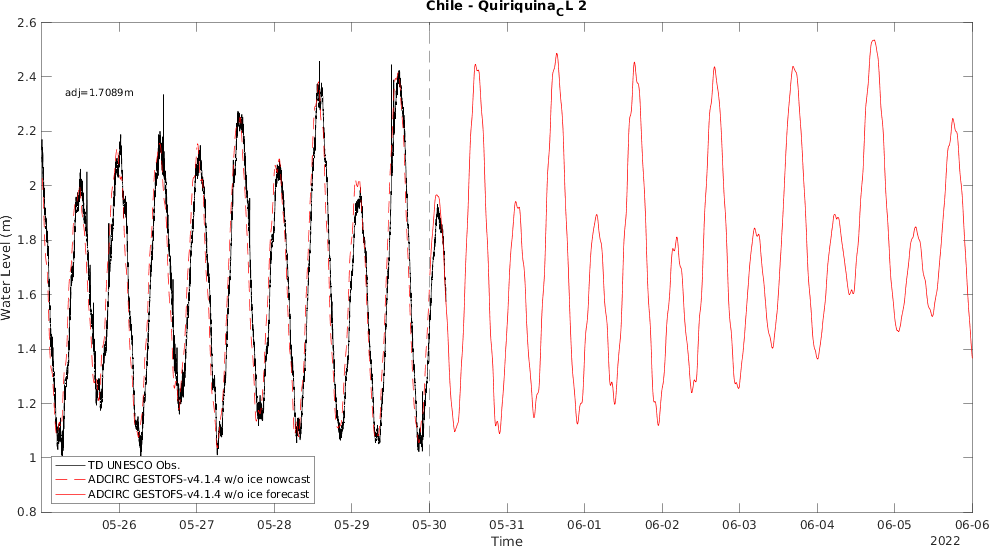 Chile - Quiriquina_CL 2
2.6
2.4
2.2
2
1.8
1.6
1.4
1.2
1
0.8
Water Level (m)
adj=1.7089m
TD UNESCO Obs.
ADCIRC GESTOFS-v4.1.4 w/o ice nowcast
ADCIRC GESTOFS-v4.1.4 w/o ice forecast
05-26 05-27 05-28 05-29 05-30 05-31 06-01 06-02 06-03 06-04 06-05 06-06
Time
2022